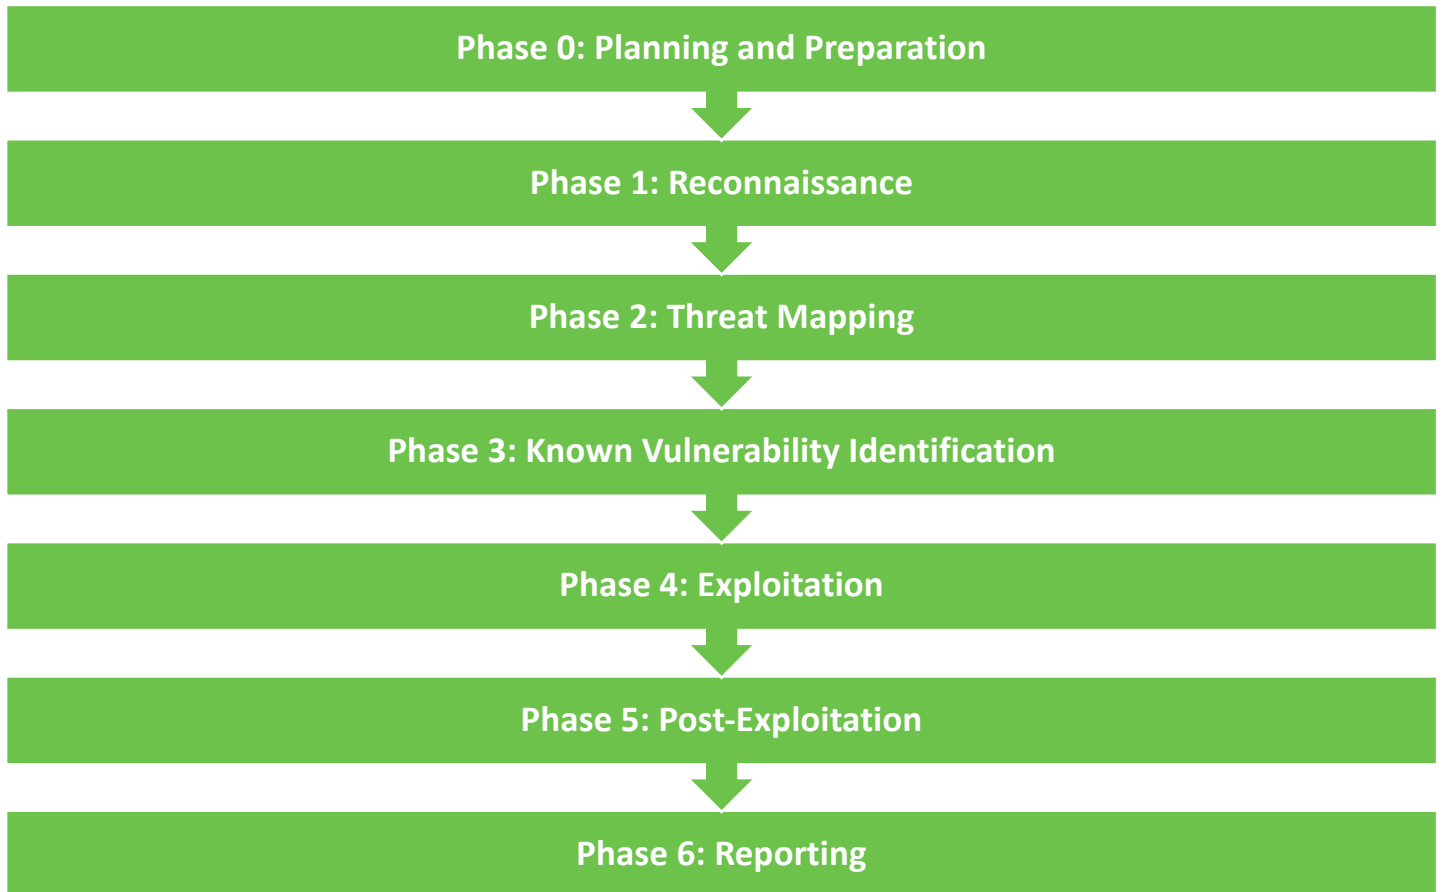 Phase 0: Planning and Preparation
Phase 1: Reconnaissance
Phase 2: Threat Mapping
Phase 3: Known Vulnerability Identification
Phase 4: Exploitation
Phase 5: Post-Exploitation
Phase 6: Reporting